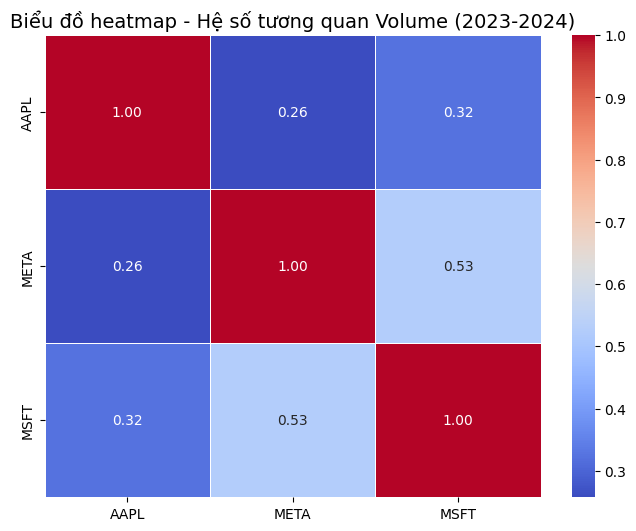 Biểu đồ heatmap - Hệ số tương quan Volume (2023-2024)
AAPL
1.00
0.26
0.32
META
0.26
1.00
0.53
MSFT
0.32
0.53
1.00
AAPL
META
MSFT
1.0
0.9
0.8
0.7
0.6
0.5
0.4
0.3